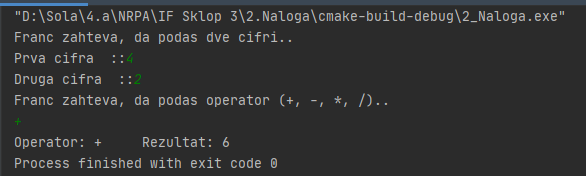 "D:\Sola\4.a\NRPA\IF Sklop 3\2.Naloga\cmake-build-debug\2_Naloga.exe"
Franc zahteva, da podas dve cifri..
Prva cifra  ::4
Druga cifra  ::2
Franc zahteva, da podas operator (+, -, *, /)..
+
Operator: +     Rezultat: 6
Process finished with exit code 0